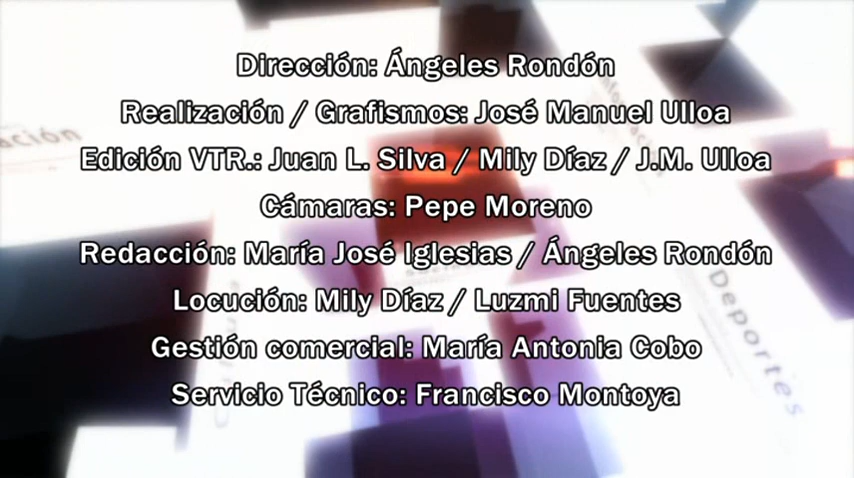 Dirección: Ángeles Rondón
Realización / Grafismos: José Manuel Ulloa
Edición VTR.: Juan L. Silva / Mily Díaz / J.M. Ulloa
Cámaras: Pepe Moreno
Redacción: María José Iglesias / Ángeles Rondón
Locución: Mily Díaz / Luzmi Fuentes
Gestión comercial: María Antonia Cobo
Servicio Técnico: Francisco Montoya
Deportes